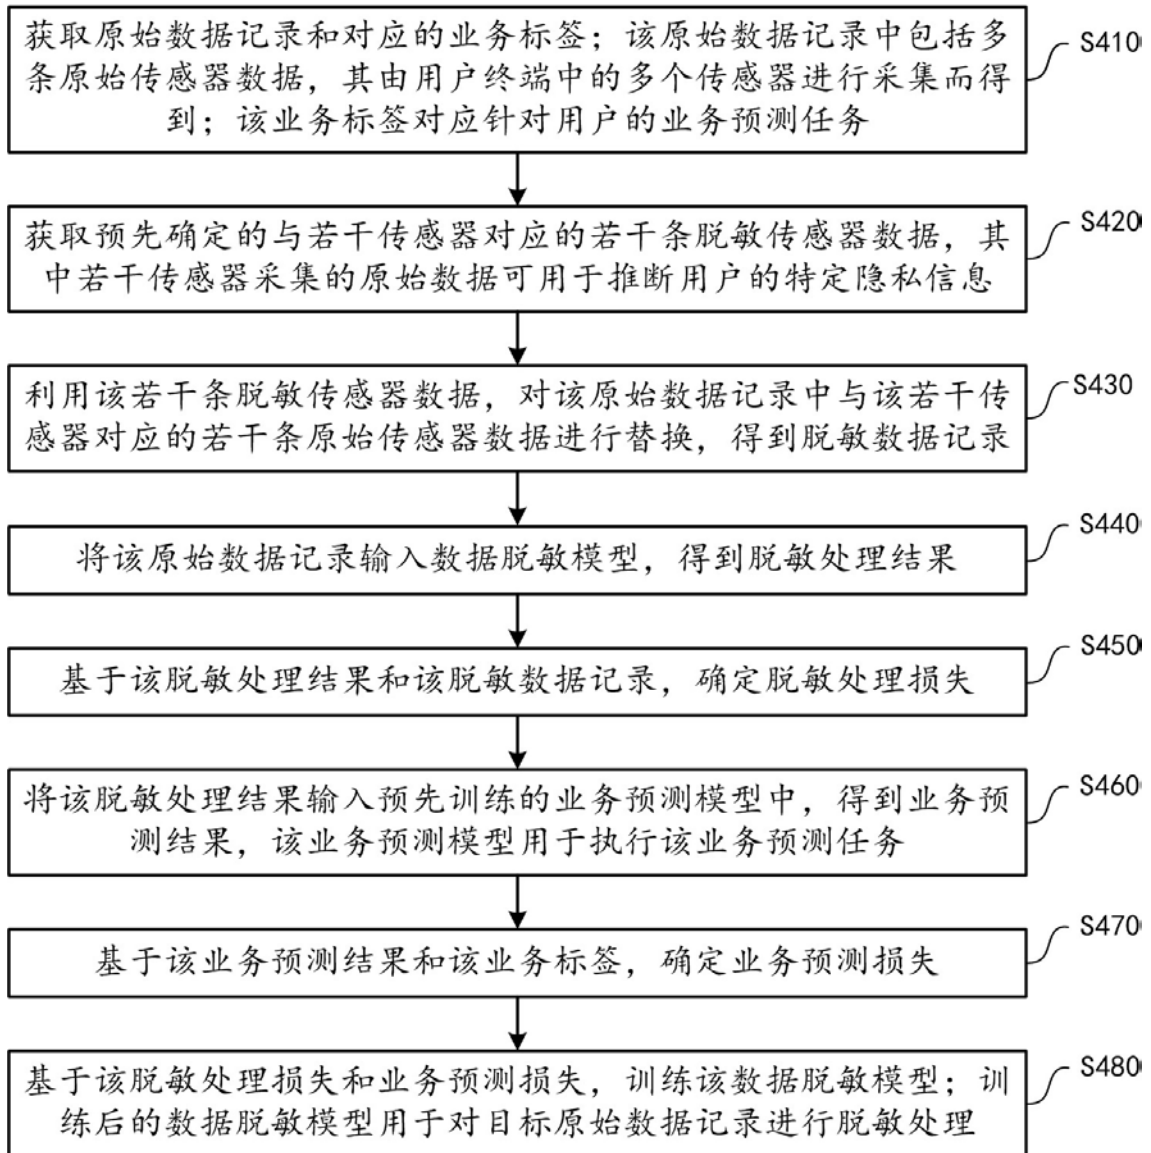 获取原始数据记录和对应的业务标签；该原始数据记录中包括多
条原始传感器数据，其由用户终端中的多个传感器进行采集而得
到；该业务标签对应针对用户的业务预测任务
S410
获取预先确定的与若干传感器对应的若干条脱敏传感器数据，其
中若干传感器采集的原始数据可用于推断用户的特定隐私信息
S420
利用该若干条脱敏传感器数据，对该原始数据记录中与该若干传
感器对应的若干条原始传感器数据进行替换，得到脱敏数据记录
S430
将该原始数据记录输入数据脱敏模型，得到脱敏处理结果
S440
基于该脱敏处理结果和该脱敏数据记录，确定脱敏处理损失
S450
将该脱敏处理结果输入预先训练的业务预测模型中，得到业务预
测结果，该业务预测模型用于执行该业务预测任务
S460
基于该业务预测结果和该业务标签，确定业务预测损失
S470
基于该脱敏处理损失和业务预测损失，训练该数据脱敏模型；训
练后的数据脱敏模型用于对目标原始数据记录进行脱敏处理
S480